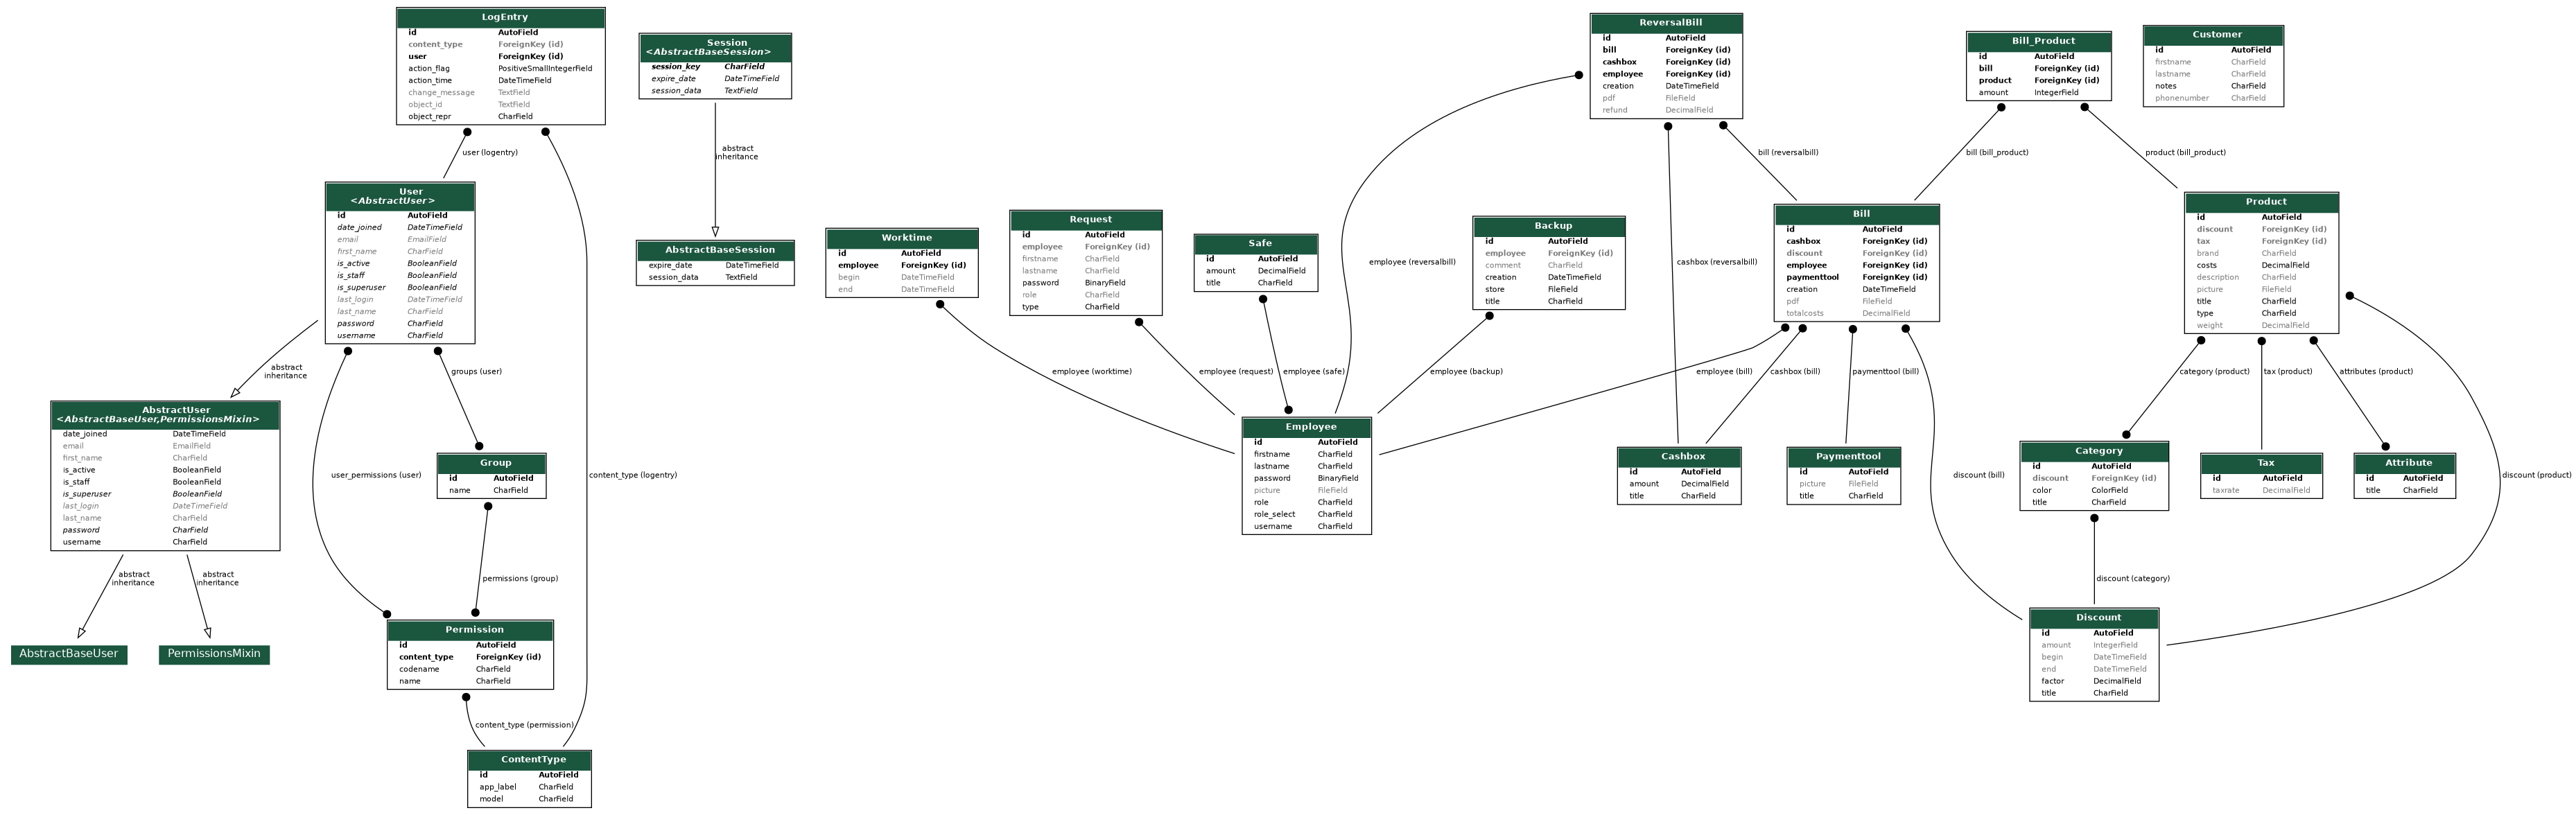 LogEntry
id AutoField
content_type ForeignKey (id)
user ForeignKey (id)
action_flag PositiveSmallIntegerField
action_time DateTimeField
change_message TextField
object_id TextField
object_repr CharField
Session
<AbstractBaseSession>
session_key CharField
expire_date DateTimeField
session_data TextField
ReversalBill
id AutoField
bill ForeignKey (id)
cashbox ForeignKey (id)
employee ForeignKey (id)
creation DateTimeField
pdf FileField
refund DecimalField
Bill_Product
id AutoField
bill ForeignKey (id)
product ForeignKey (id)
amount IntegerField
Customer
id AutoField
firstname CharField
lastname CharField
notes CharField
phonenumber CharField
user (logentry)
abstract
inheritance
bill (reversalbill)
bill (bill_product)
product (bill_product)
User
<AbstractUser>
id AutoField
date_joined DateTimeField
email EmailField
first_name CharField
is_active BooleanField
is_staff BooleanField
is_superuser BooleanField
last_login DateTimeField
last_name CharField
password CharField
username CharField
AbstractBaseSession
expire_date DateTimeField
session_data TextField
Worktime
id AutoField
employee ForeignKey (id)
begin DateTimeField
end DateTimeField
Request
id AutoField
employee ForeignKey (id)
firstname CharField
lastname CharField
password BinaryField
role CharField
type CharField
Safe
id AutoField
amount DecimalField
title CharField
employee (reversalbill)
Backup
id AutoField
employee ForeignKey (id)
comment CharField
creation DateTimeField
store FileField
title CharField
cashbox (reversalbill)
Bill
id AutoField
cashbox ForeignKey (id)
discount ForeignKey (id)
employee ForeignKey (id)
paymenttool ForeignKey (id)
creation DateTimeField
pdf FileField
totalcosts DecimalField
Product
id AutoField
discount ForeignKey (id)
tax ForeignKey (id)
brand CharField
costs DecimalField
description CharField
picture FileField
title CharField
type CharField
weight DecimalField
abstract
inheritance
groups (user)
employee (worktime)
employee (request)
employee (safe)
employee (backup)
employee (bill)
cashbox (bill)
paymenttool (bill)
category (product)
tax (product)
attributes (product)
AbstractUser
<AbstractBaseUser,PermissionsMixin>
date_joined DateTimeField
email EmailField
first_name CharField
is_active BooleanField
is_staff BooleanField
is_superuser BooleanField
last_login DateTimeField
last_name CharField
password CharField
username CharField
user_permissions (user)
Group
id AutoField
name CharField
content_type (logentry)
Employee
id AutoField
firstname CharField
lastname CharField
password BinaryField
picture FileField
role CharField
role_select CharField
username CharField
Cashbox
id AutoField
amount DecimalField
title CharField
Paymenttool
id AutoField
picture FileField
title CharField
discount (bill)
Category
id AutoField
discount ForeignKey (id)
color ColorField
title CharField
Tax
id AutoField
taxrate DecimalField
Attribute
id AutoField
title CharField
discount (product)
abstract
inheritance
abstract
inheritance
permissions (group)
discount (category)
AbstractBaseUser
PermissionsMixin
Permission
id AutoField
content_type ForeignKey (id)
codename CharField
name CharField
Discount
id AutoField
amount IntegerField
begin DateTimeField
end DateTimeField
factor DecimalField
title CharField
content_type (permission)
ContentType
id AutoField
app_label CharField
model CharField